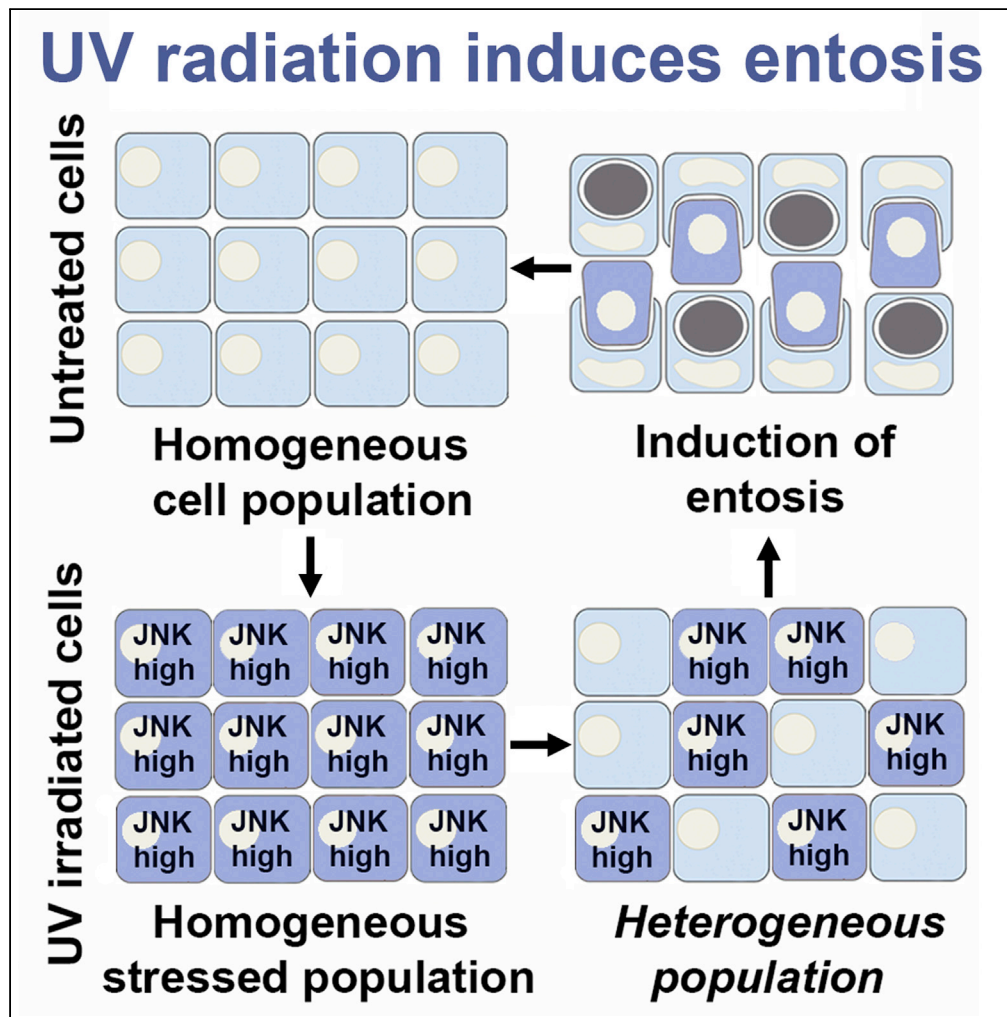 UV radiation induces entosis
Untreated cells
Homogeneous
cell population
Induction of
entosis
UV irradiated cells
JNK
high
JNK
high
JNK
high
JNK
high
JNK
high
JNK
high
JNK
high
JNK
high
JNK
high
JNK
high
JNK
high
JNK
high
Homogeneous
stressed population
JNK
high
JNK
high
JNK
high
JNK
high
JNK
high
JNK
high
Heterogeneous
population